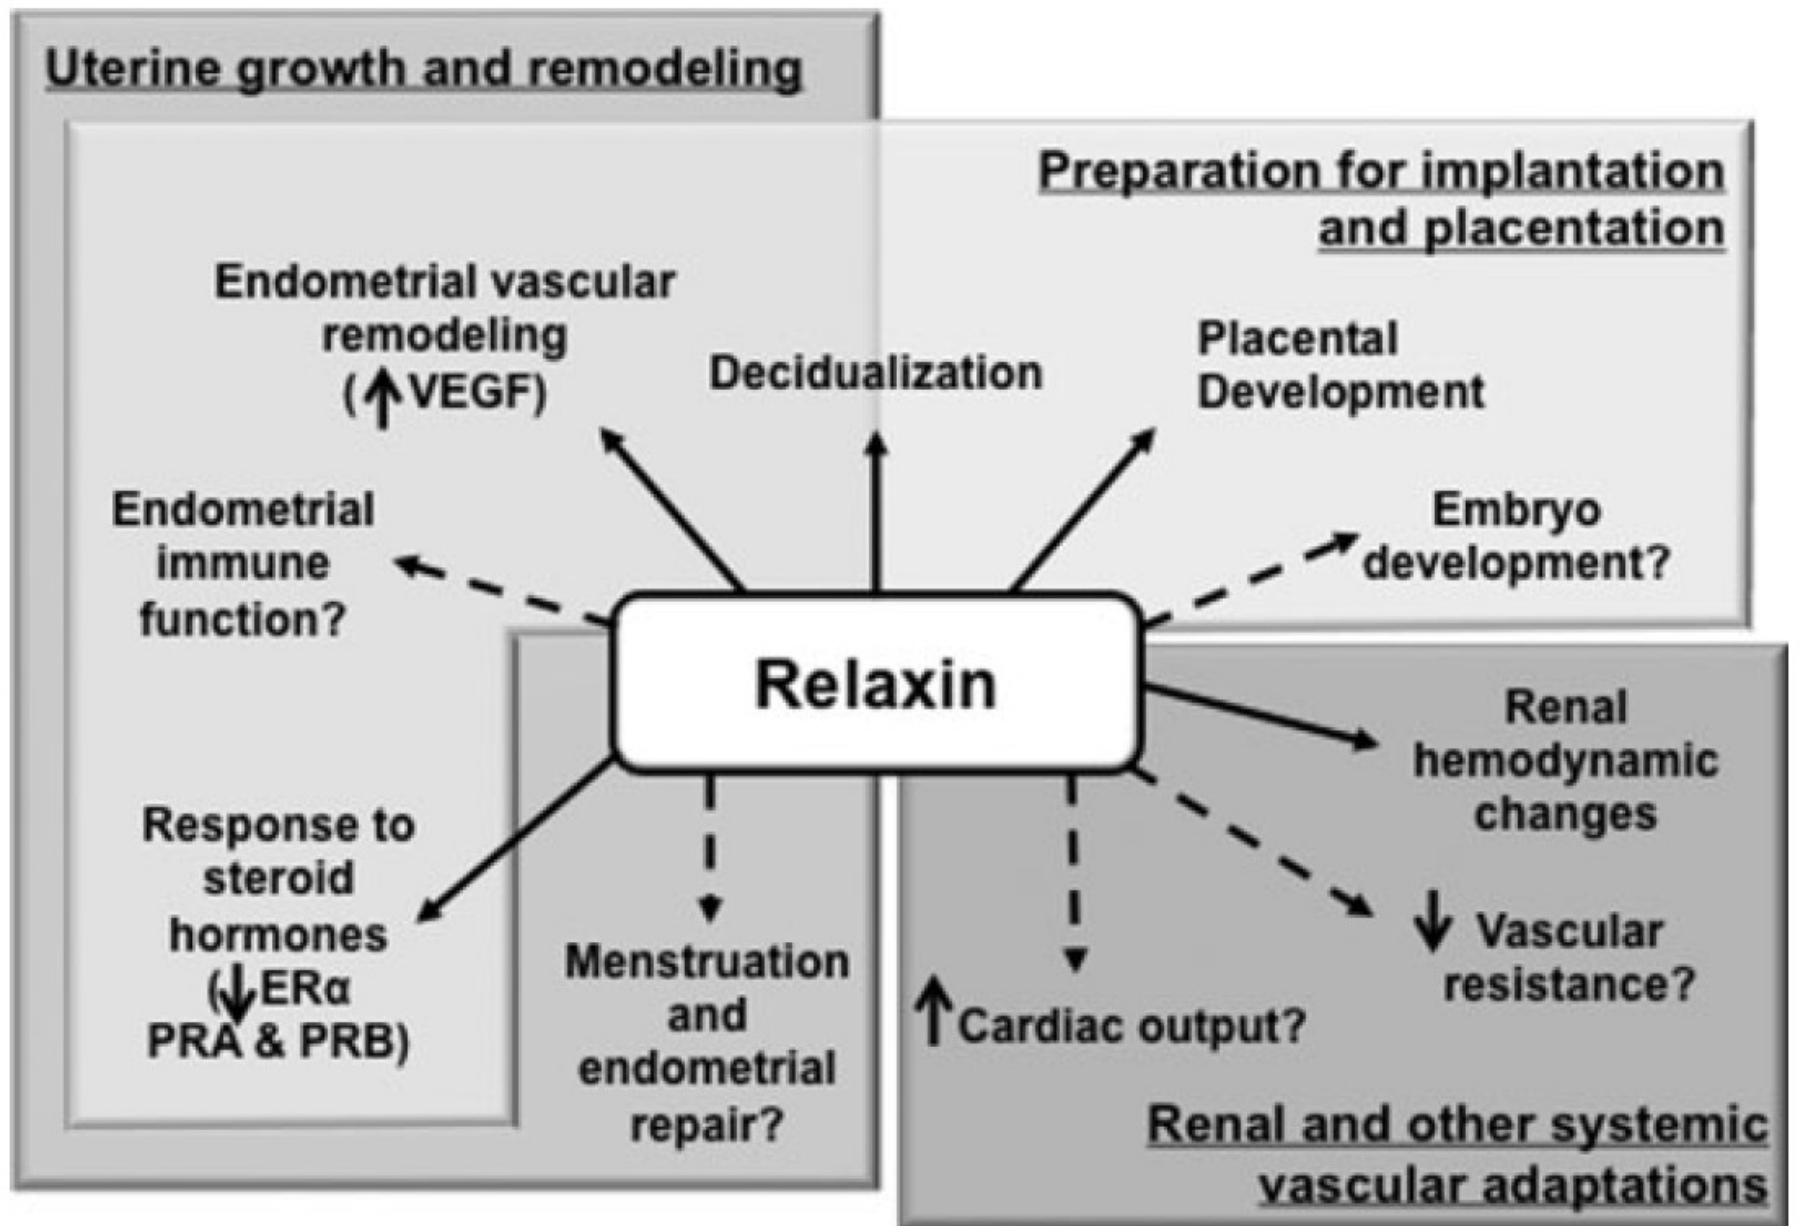 Uterine growth and remodeling
Preparation for implantation
and placentation
Endometrial vascular
remodeling
(↑VEGF)
Decidualization
Placental
Development
Endometrial
immune
function?
Embryo
development?
Relaxin
Renal
hemodynamic
changes
Response to
steroid
hormones
(↓ERα
PRA & PRB)
Menstruation
and
endometrial
repair?
↓ Vascular
resistance?
↑Cardiac output?
Renal and other systemic
vascular adaptations